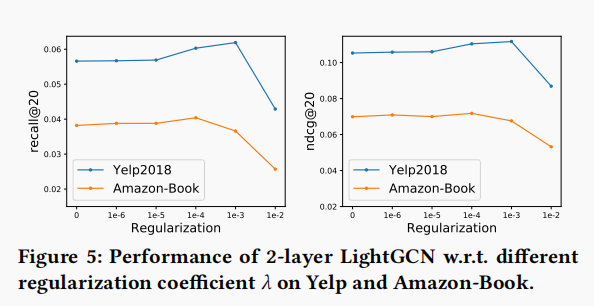 recall@20
0.06
0.05
0.04
0.03
0.02
Yelp2018
Amazon-Book
0 1e-6 1e-5 1e-4 1e-3 1e-2
Regularization
ndcg@20
0.10
0.08
0.06
0.04
0.02
Yelp2018
Amazon-Book
0 1e-6 1e-5 1e-4 1e-3 1e-2
Regularization
Figure 5: Performance of 2-layer LightGCN w.r.t. different
regularization coefficient λ on Yelp and Amazon-Book.